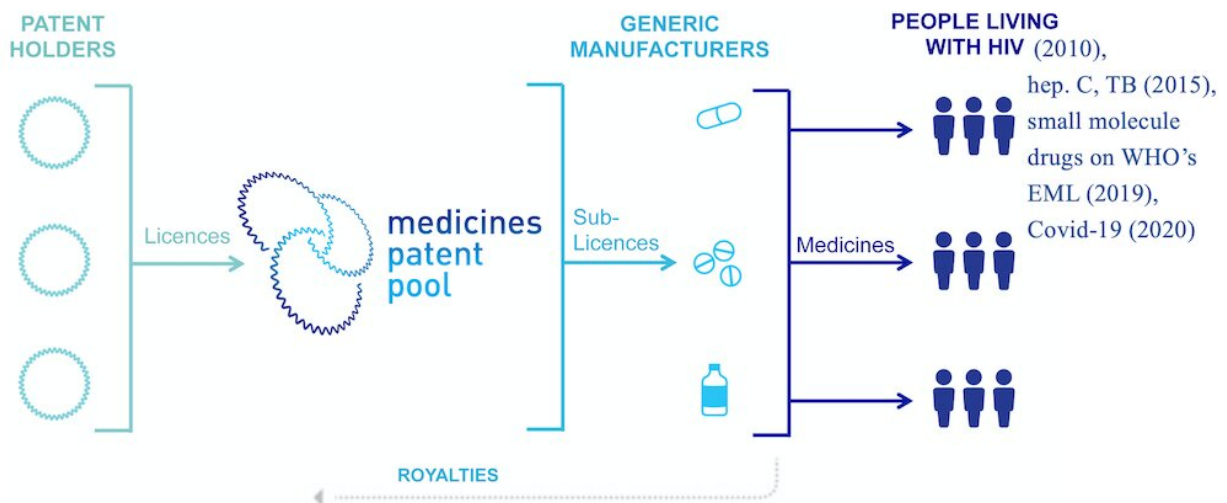 PATENT
HOLDERS
GENERIC
MANUFACTURERS
PEOPLE LIVING
WITH HIV (2010),
hep. C, TB (2015),
small molecule
drugs on WHO's
EML (2019),
Covid-19 (2020)
Licences
medicines
patent
pool
Sub-
Licences
Medicines
ROYALTIES